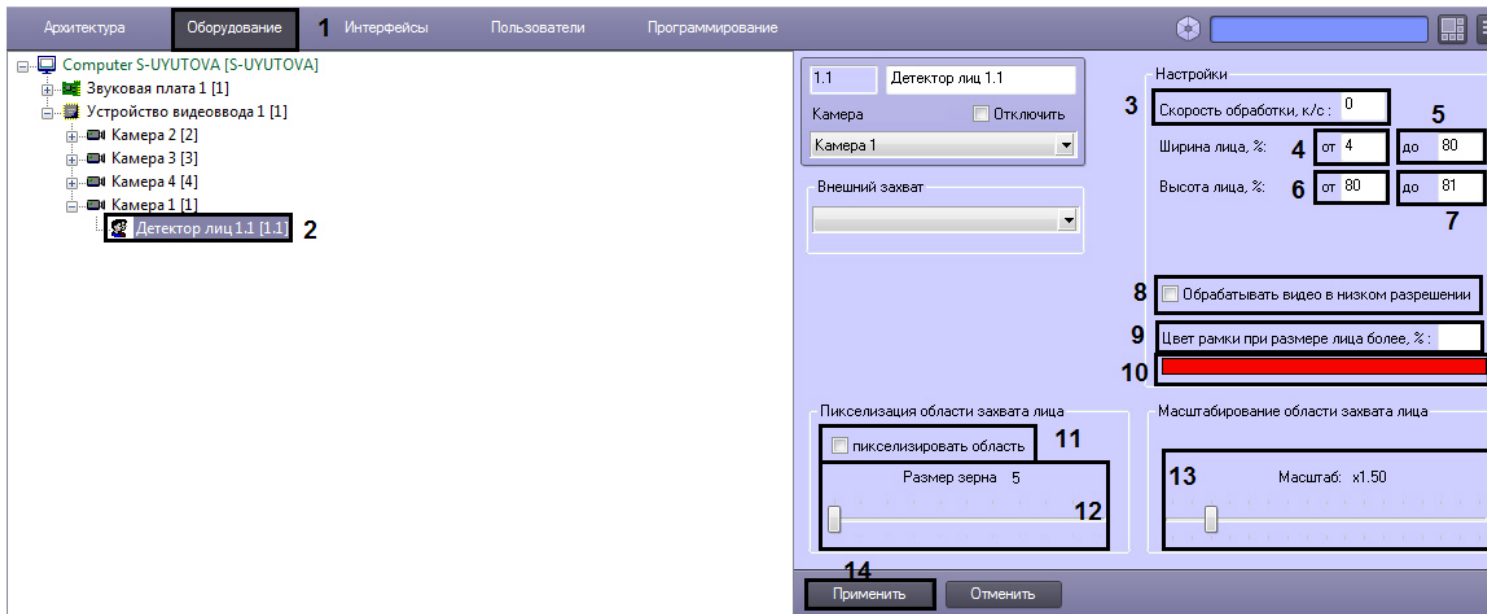 Архитектура Оборудование 1 Интерфейсы Пользователи Программирование
Computer S-UYUTOVA [S-UYUTOVA]
Звуковая плата 1 [1]
Устройство видеоввода 1 [1]
Камера 2 [2]
Камера 3 [3]
Камера 4 [4]
Камера 1 [1]
Детектор лиц 1.1 [1.1] 2
1.1 Детектор лиц 1.1
Камера Отключить
Камера 1
Внешний захват
Настройки
3 Скорость обработки, к/с : 0 5
Ширина лица, %: 4 от 4 до 80
Высота лица, %: 6 от 80 до 81
7
8 Обрабатывать видео в низком разрешении
9 Цвет рамки при размере лица более, % :
10
Пикселизация области захвата лица
пикселизировать область 11
Размер зерна 5
12
Масштабирование области захвата лица
13 Масштаб: x1.50
14
Применить Отменить